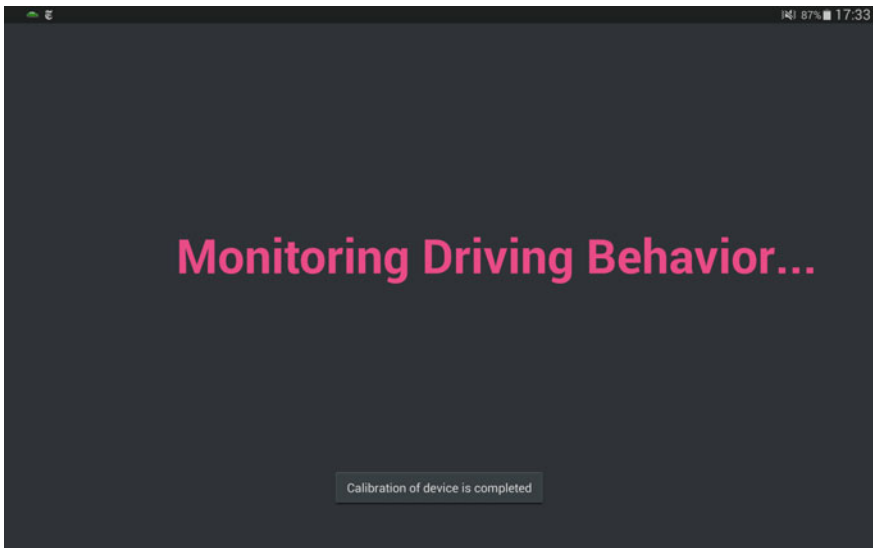 87% 17:33
Monitoring Driving Behavior...
Calibration of device is completed